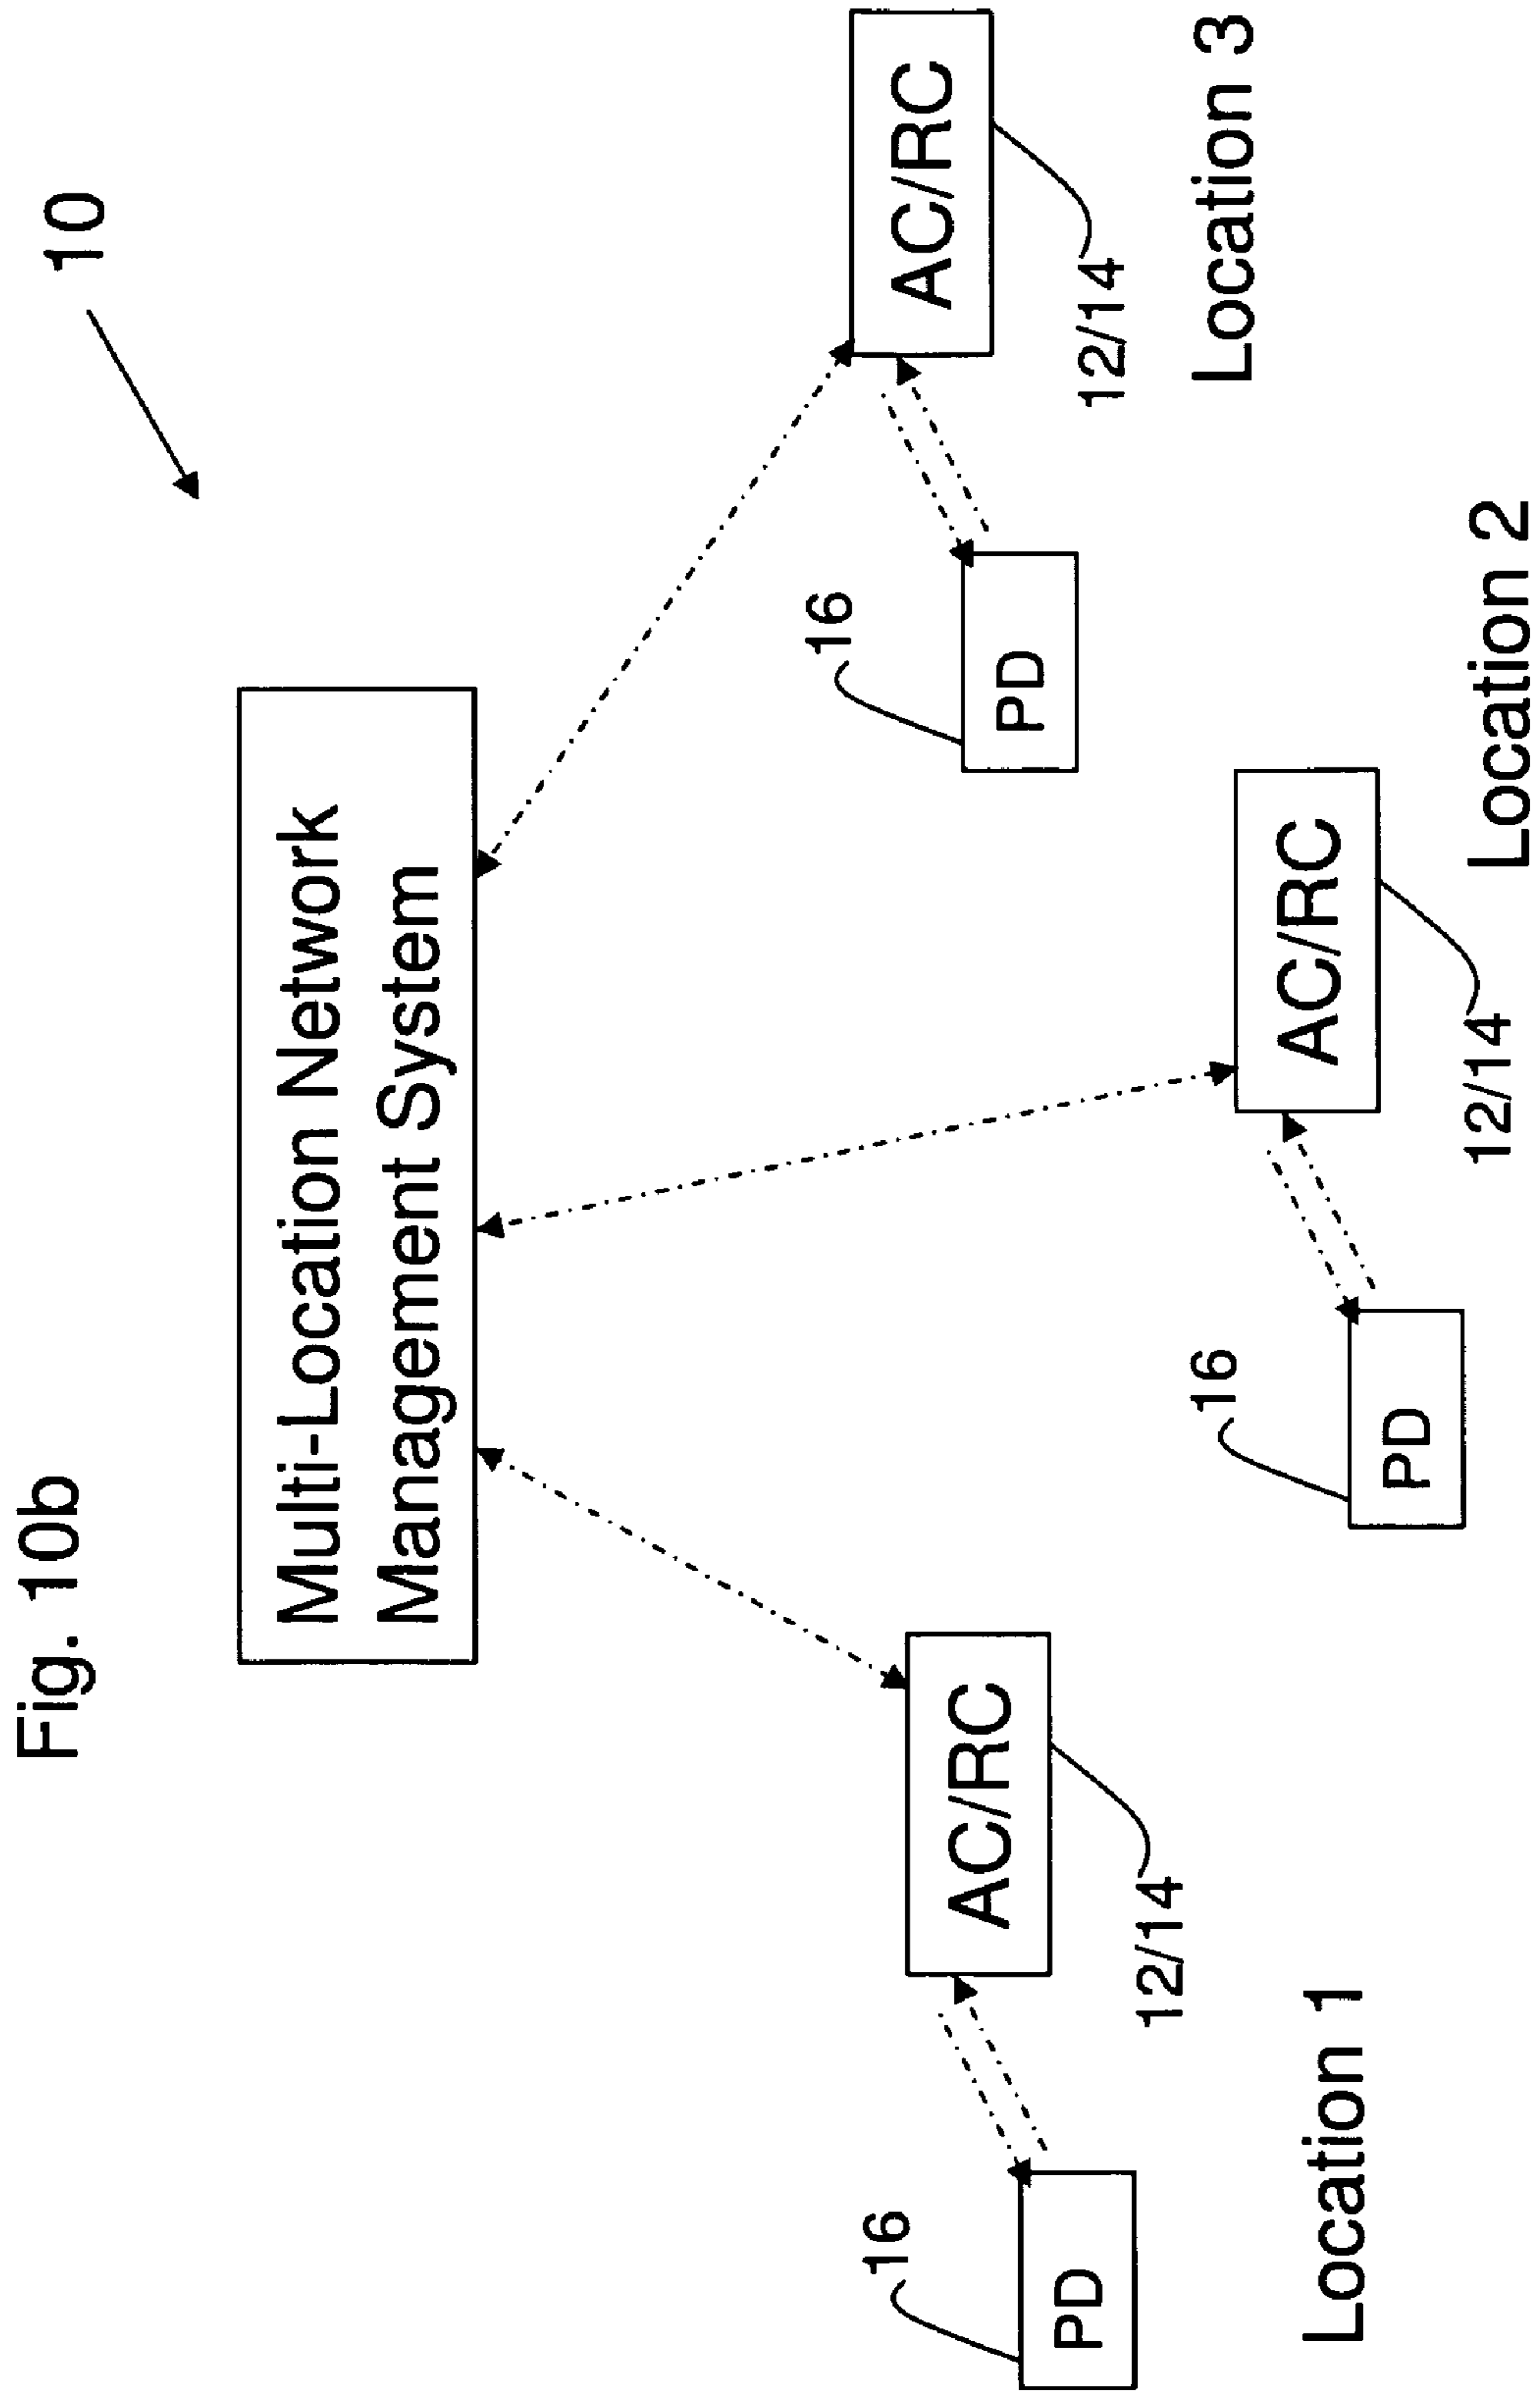 Fig. 10b
10
Multi-Location Network
Management System
16
PD
AC/RC
12/14
Location 1
16
PD
AC/RC
12/14
Location 2
16
PD
AC/RC
12/14
Location 3